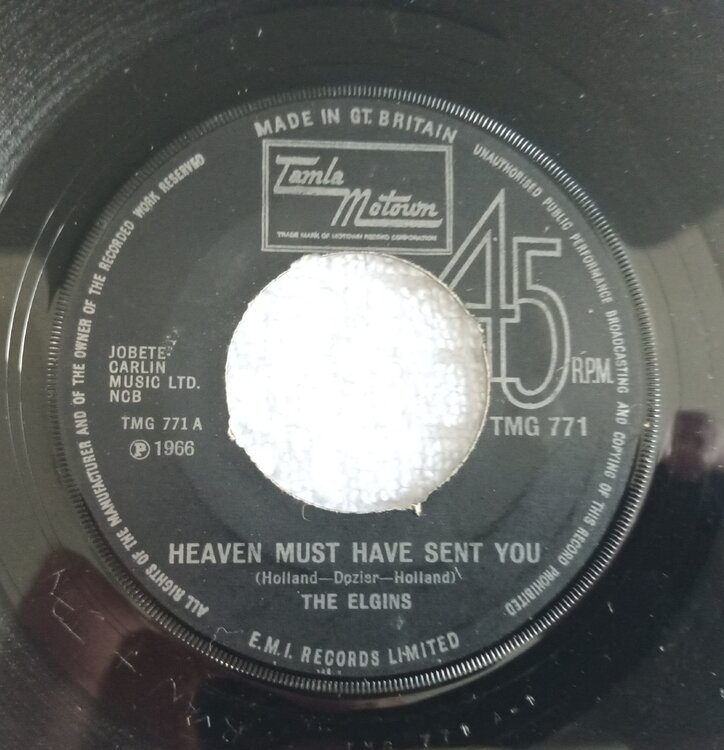 MADE IN GT. BRITAIN
Tamla
Motown
TRADE MARK OF MOTOWN RECORD CORPORATION
45
R.P.M.
JOBETE-
CARLIN
MUSIC LTD.
NCB
TMG 771 A
Ⓟ 1966
TMG 771
HEAVEN MUST HAVE SENT YOU
(Holland—Dozier—Holland)
THE ELGINS
E.M.I. RECORDS LIMITED
ALL RIGHTS OF THE MANUFACTURER AND OF THE OWNER OF THE RECORDED WORK RESERVED
UNAUTHORISED PUBLIC PERFORMANCE BROADCASTING AND COPYING OF THIS RECORD PROHIBITED